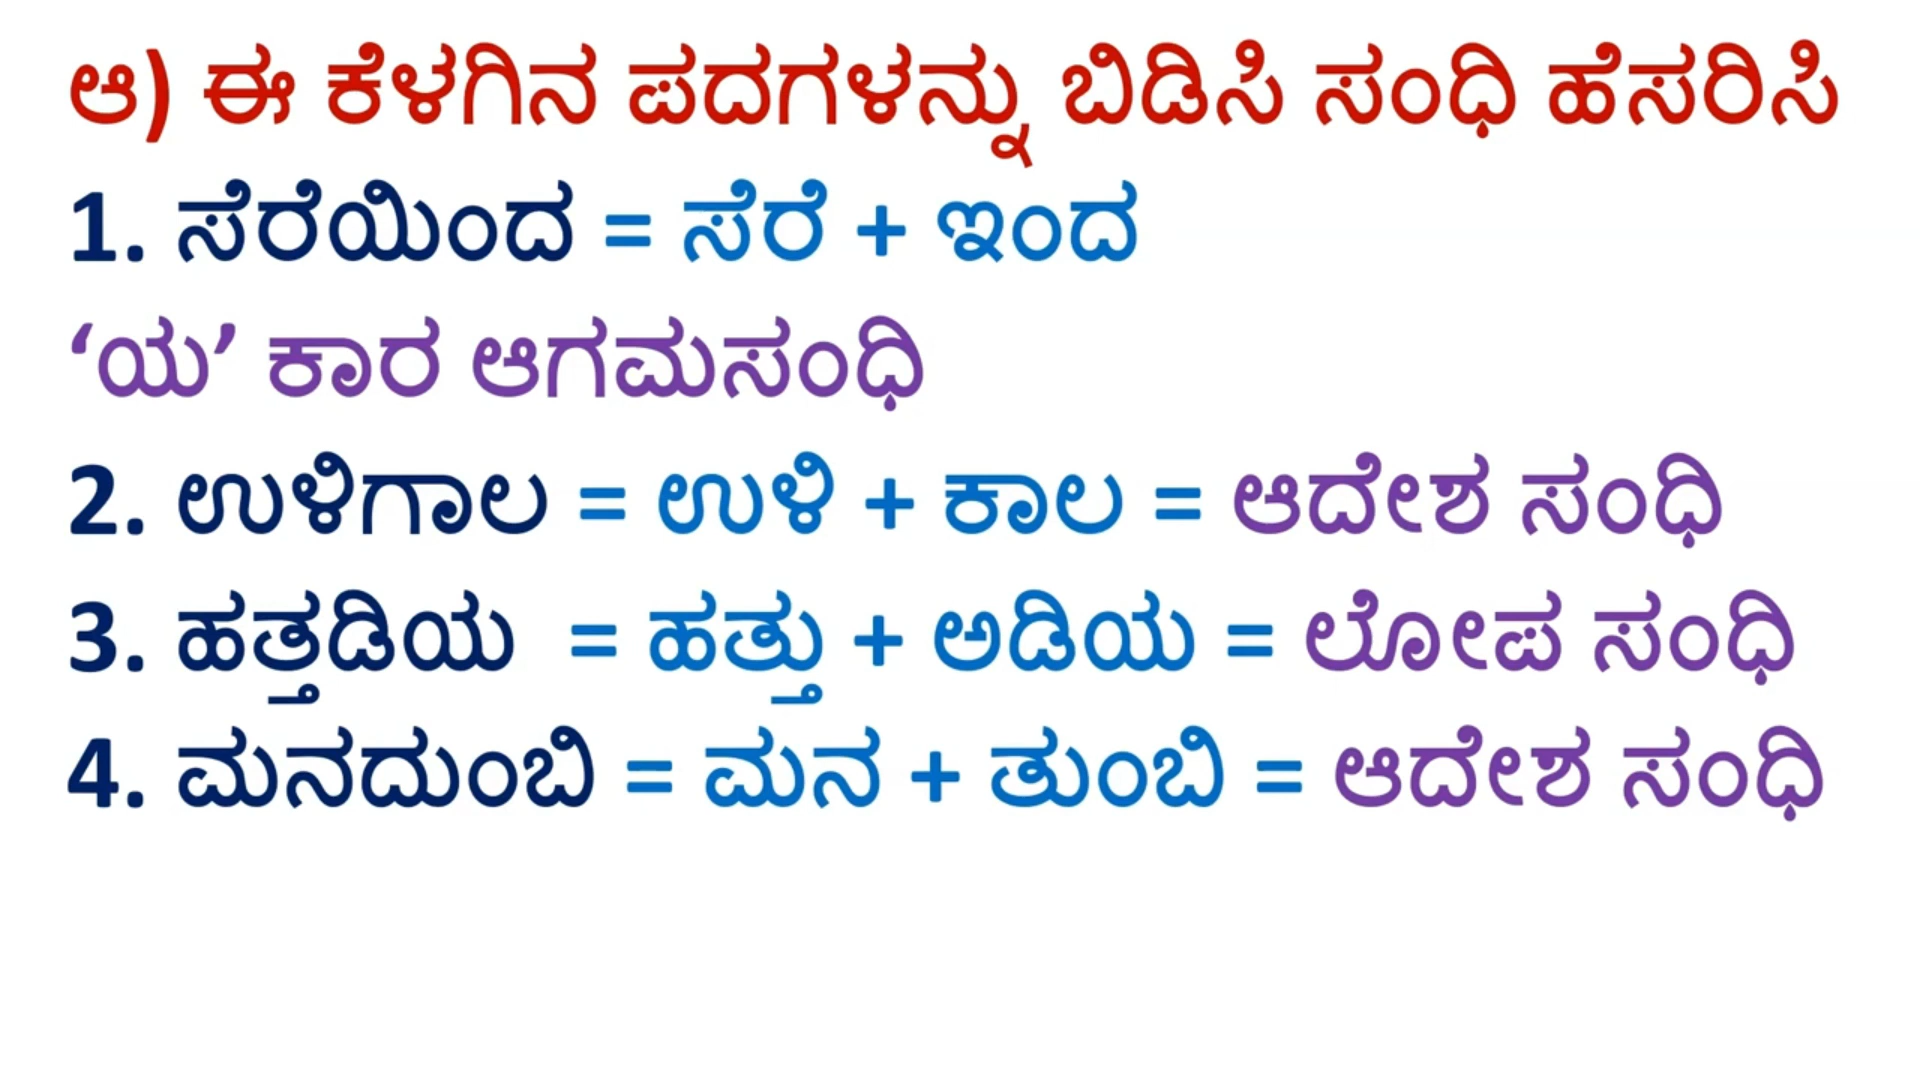 ಆ) ಈ ಕೆಳಗಿನ ಪದಗಳನ್ನು ಬಿಡಿಸಿ ಸಂಧಿ ಹೆಸರಿಸಿ
1. ಸೆರೆಯಿಂದ = ಸೆರೆ + ಇಂದ
‘ಯ’ ಕಾರ ಆಗಮಸಂಧಿ
2. ಉಳಿಗಾಲ = ಉಳಿ + ಕಾಲ = ಆದೇಶ ಸಂಧಿ
3. ಹತ್ತಡಿಯ = ಹತ್ತು + ಅಡಿಯ = ಲೋಪ ಸಂಧಿ
4. ಮನದುಂಬಿ = ಮನ + ತುಂಬಿ = ಆದೇಶ ಸಂಧಿ